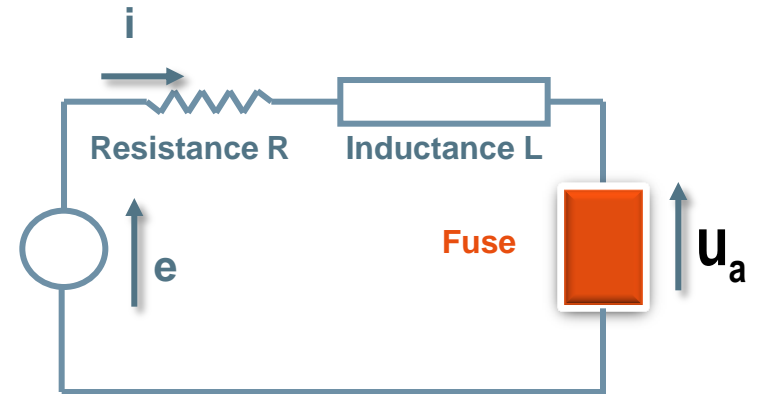 i
Resistance R
Inductance L
Fuse
e
uₐ